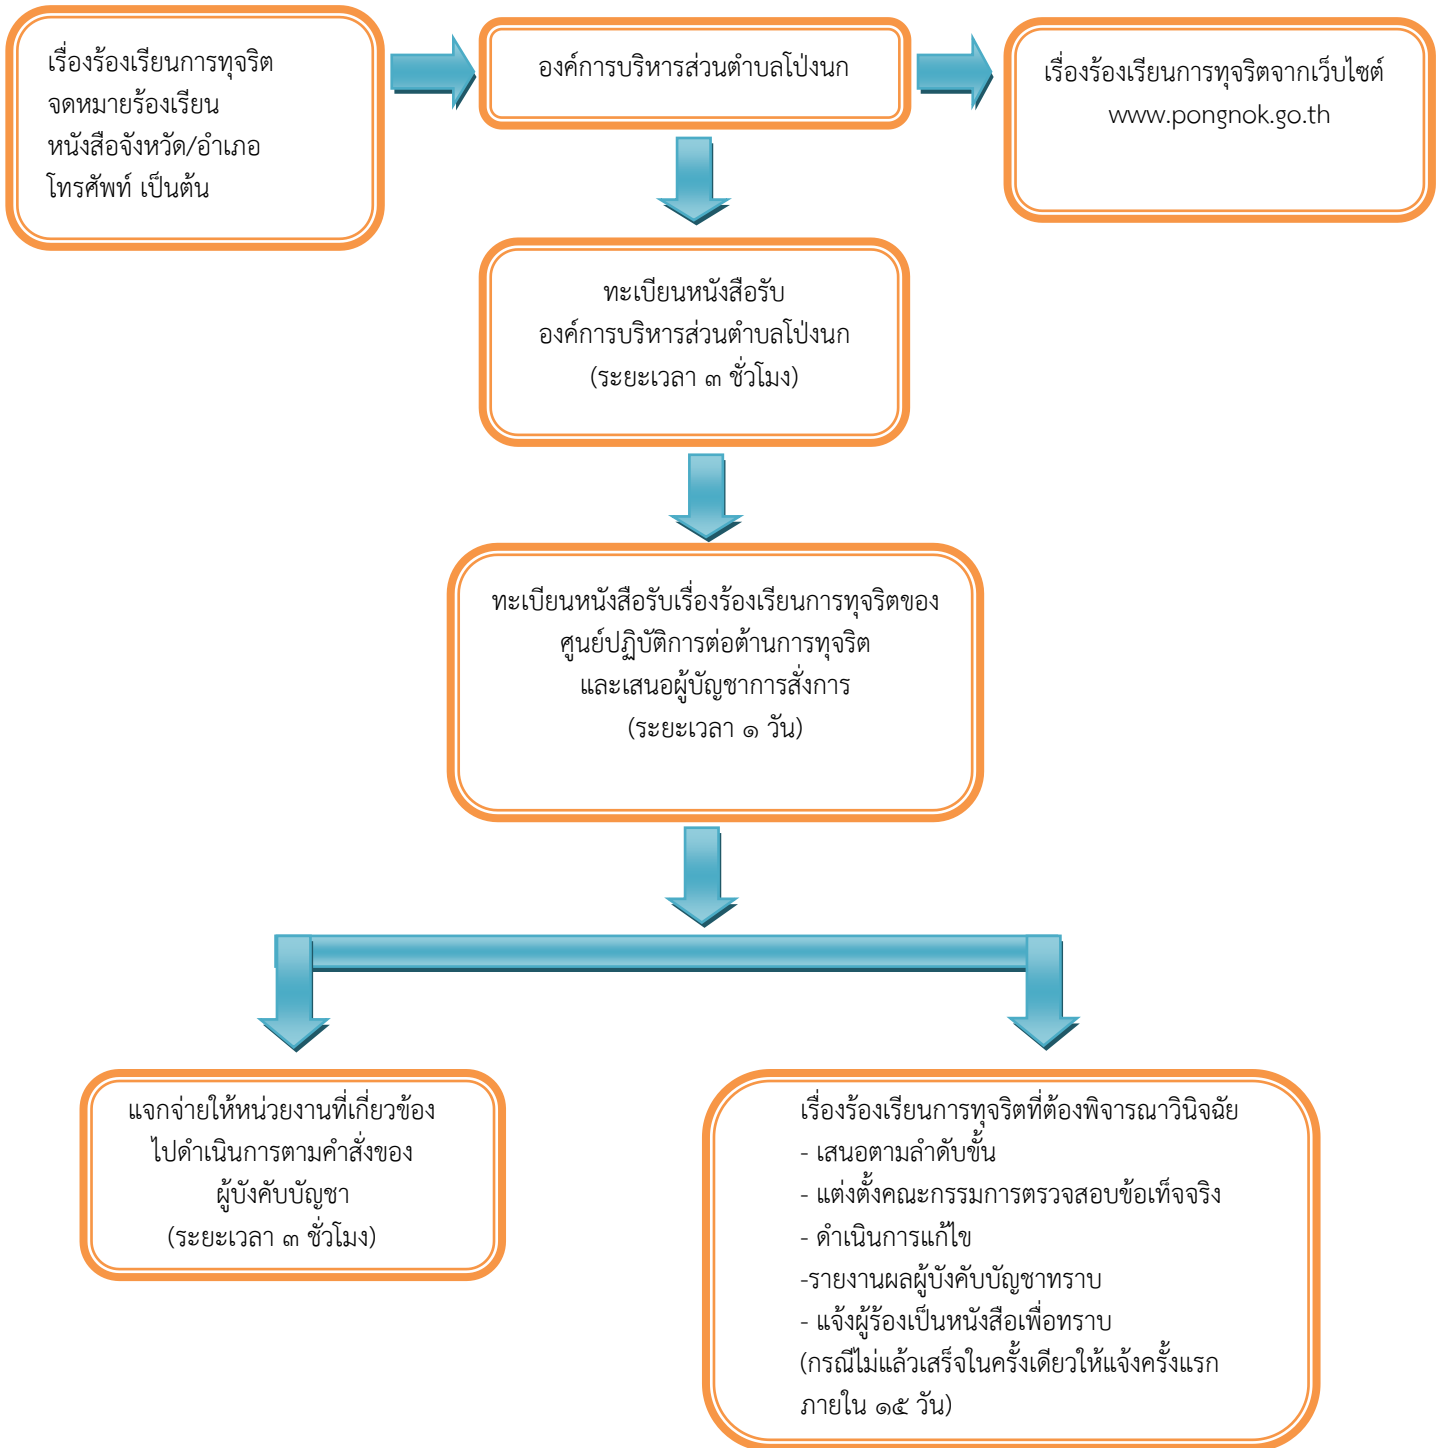 เรื่องร้องเรียนการทุจริต
จดหมายร้องเรียน
หนังสือจังหวัด/อำเภอ
โทรศัพท์ เป็นต้น
องค์การบริหารส่วนตำบลโป่งนก
เรื่องร้องเรียนการทุจริตจากเว็บไซต์
www.pongnok.go.th
ทะเบียนหนังสือรับ
องค์การบริหารส่วนตำบลโป่งนก
(ระยะเวลา ๓ ชั่วโมง)
ทะเบียนหนังสือรับเรื่องร้องเรียนการทุจริตของ
ศูนย์ปฏิบัติการต่อต้านการทุจริต
และเสนอผู้บัญชาการสั่งการ
(ระยะเวลา ๑ วัน)
แจกจ่ายให้หน่วยงานที่เกี่ยวข้อง
ไปดำเนินการตามคำสั่งของ
ผู้บังคับบัญชา
(ระยะเวลา ๓ ชั่วโมง)
เรื่องร้องเรียนการทุจริตที่ต้องพิจารณาวินิจฉัย
- เสนอตามลำดับขั้น
- แต่งตั้งคณะกรรมการตรวจสอบข้อเท็จจริง
- ดำเนินการแก้ไข
-รายงานผลผู้บังคับบัญชาทราบ
- แจ้งผู้ร้องเป็นหนังสือเพื่อทราบ
(กรณีไม่แล้วเสร็จในครั้งเดียวให้แจ้งครั้งแรก
ภายใน ๑๕ วัน)